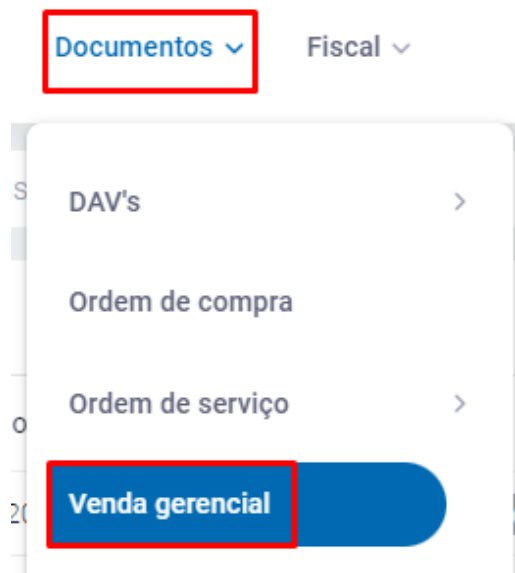 Documentos Fiscal
DAV's
Ordem de compra
Ordem de serviço
Venda gerencial